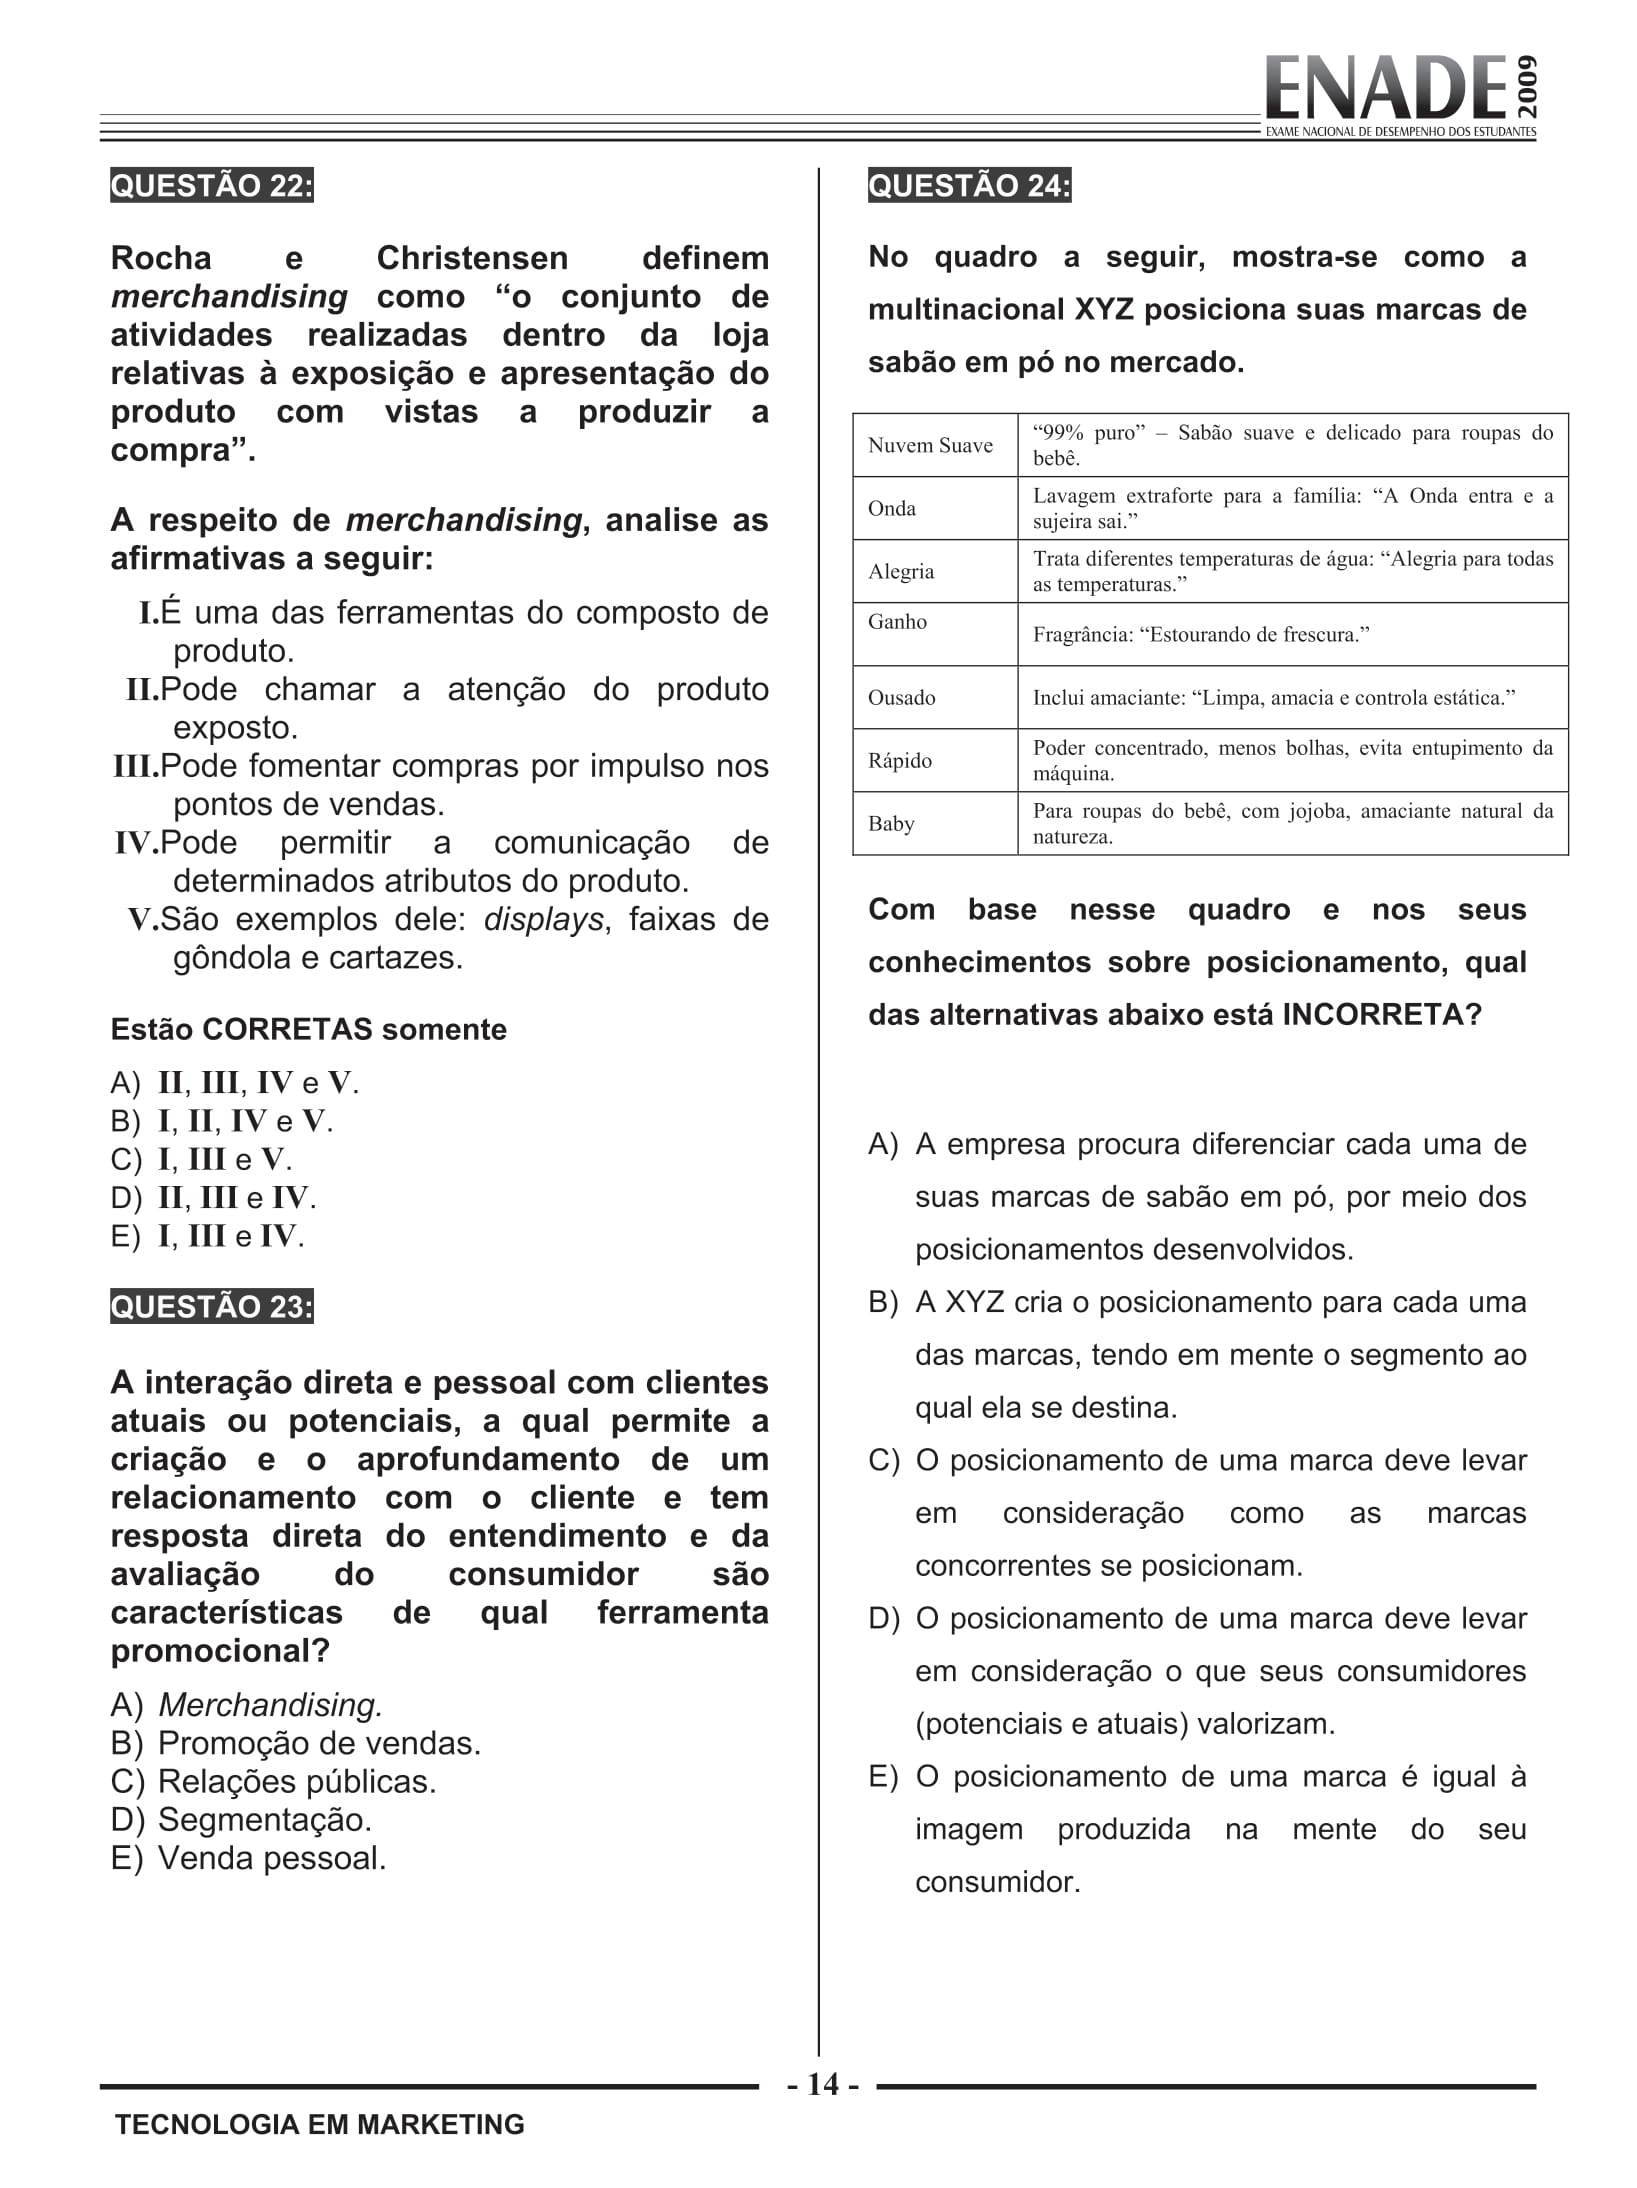 ENADE 2009
EXAME NACIONAL DE DESEMPENHO DOS ESTUDANTES
QUESTÃO 22:
Rocha e Christensen definem
merchandising como “o conjunto de
atividades realizadas dentro da loja
relativas à exposição e apresentação do
produto com vistas a produzir a
compra”.
A respeito de merchandising, analise as
afirmativas a seguir:
I.É uma das ferramentas do composto de
produto.
II.Pode chamar a atenção do produto
exposto.
III.Pode fomentar compras por impulso nos
pontos de vendas.
IV.Pode permitir a comunicação de
determinados atributos do produto.
V.São exemplos dele: displays, faixas de
gôndola e cartazes.
Estão CORRETAS somente
A) II, III, IV e V.
B) I, II, IV e V.
C) I, III e V.
D) II, III e IV.
E) I, III e IV.
QUESTÃO 23:
A interação direta e pessoal com clientes
atuais ou potenciais, a qual permite a
criação e o aprofundamento de um
relacionamento com o cliente e tem
resposta direta do entendimento e da
avaliação do consumidor são
características de qual ferramenta
promocional?
A) Merchandising.
B) Promoção de vendas.
C) Relações públicas.
D) Segmentação.
E) Venda pessoal.
QUESTÃO 24:
No quadro a seguir, mostra-se como a
multinacional XYZ posiciona suas marcas de
sabão em pó no mercado.
Nuvem Suave
“99% puro” – Sabão suave e delicado para roupas do
bebê.
Onda
Lavagem extraforte para a família: “A Onda entra e a
sujeira sai.”
Alegria
Trata diferentes temperaturas de água: “Alegria para todas
as temperaturas.”
Ganho
Fragrância: “Estourando de frescura.”
Ousado
Inclui amaciante: “Limpa, amacia e controla estática.”
Rápido
Poder concentrado, menos bolhas, evita entupimento da
máquina.
Baby
Para roupas do bebê, com jojoba, amaciante natural da
natureza.
Com base nesse quadro e nos seus
conhecimentos sobre posicionamento, qual
das alternativas abaixo está INCORRETA?
A) A empresa procura diferenciar cada uma de
suas marcas de sabão em pó, por meio dos
posicionamentos desenvolvidos.
B) A XYZ cria o posicionamento para cada uma
das marcas, tendo em mente o segmento ao
qual ela se destina.
C) O posicionamento de uma marca deve levar
em consideração como as marcas
concorrentes se posicionam.
D) O posicionamento de uma marca deve levar
em consideração o que seus consumidores
(potenciais e atuais) valorizam.
E) O posicionamento de uma marca é igual à
imagem produzida na mente do seu
consumidor.
- 14 -
TECNOLOGIA EM MARKETING